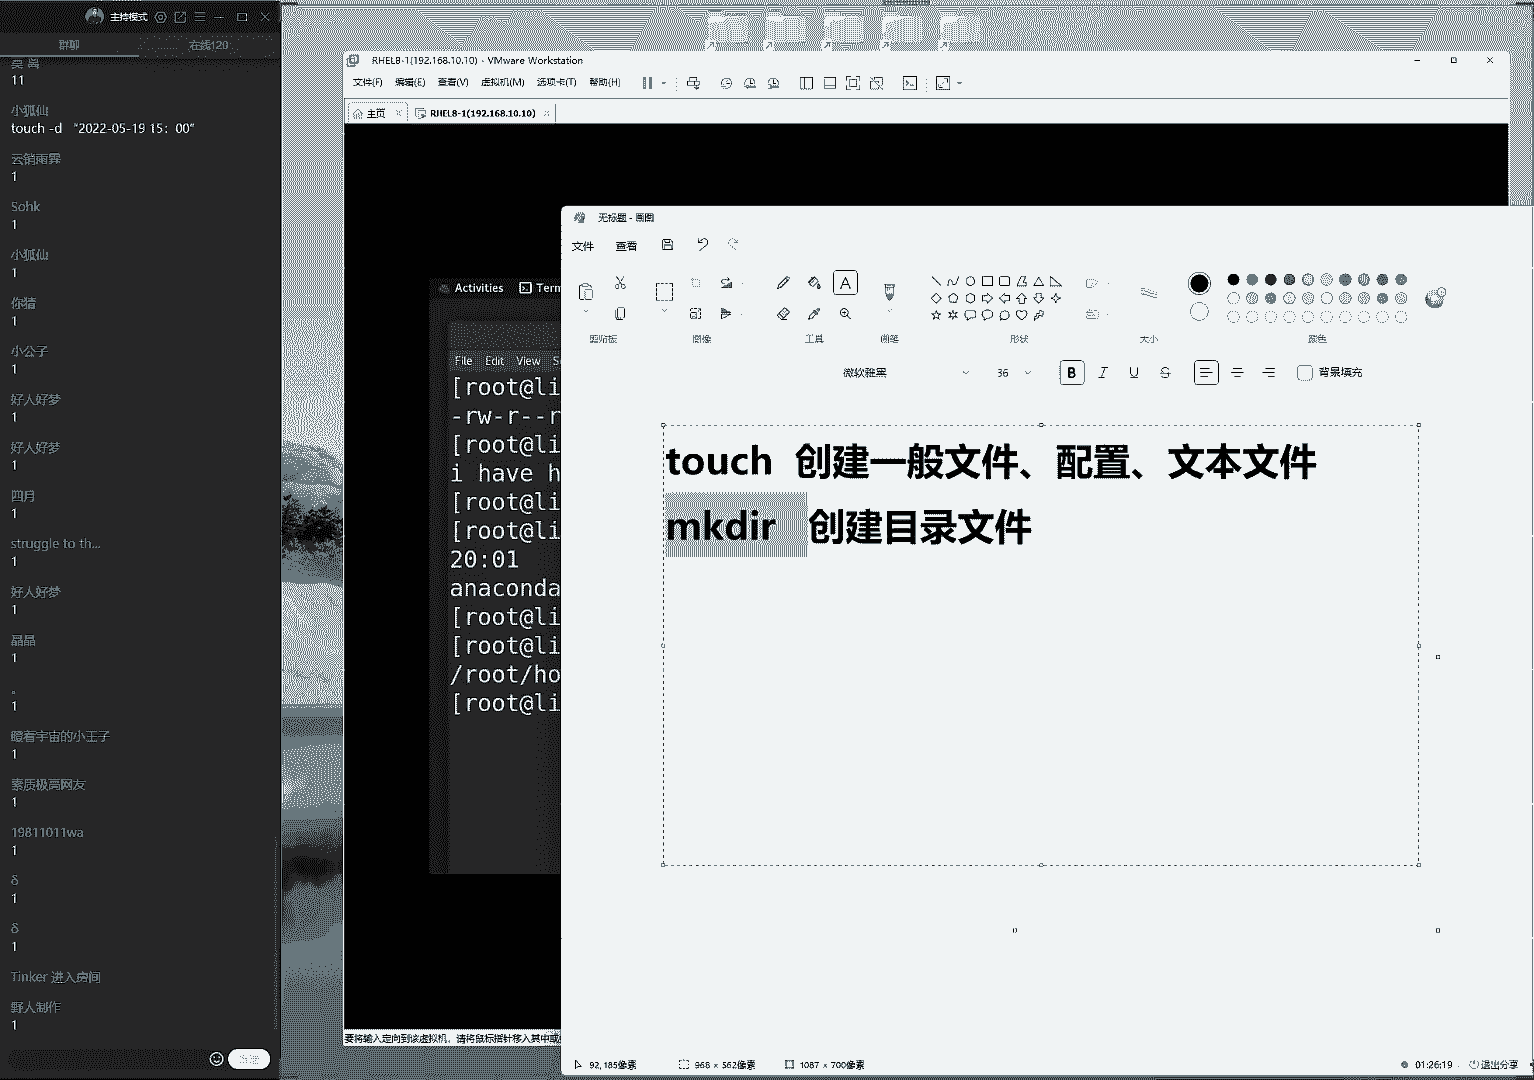 主持模式
群聊
在线120
11
小狐仙
touch -d “2022-05-19 15：00”
云销雨霁
1
Sohk
1
小狐仙
1
你猜
1
小公子
1
好人好梦
1
好人好梦
1
四月
1
struggle to th...
1
好人好梦
1
晶晶
1
。
1
瞪着宇宙的小王子
1
素质极高网友
1
19811011wa
1
δ
1
δ
1
Tinker 进入房间
野人制作
1
RHEL8-1(192.168.10.10) - VMware Workstation
文件(F) 编辑(E) 查看(V) 虚拟机(M) 选项卡(T) 帮助(H)
主页
RHEL8-1(192.168.10.10)
Activities
Term
File Edit View S
[root@li
-rw-r--r
[root@li
i have h
[root@li
[root@li
20:01
anaconda
[root@li
[root@li
/root/ho
[root@li
要将输入定向到该虚拟机，请将鼠标指针移入其中或
无标题 - 画图
文件 查看
剪贴板
图像
工具
画笔
形状
大小
颜色
微软雅黑
36
B I U S
背景填充
touch 创建一般文件、配置、文本文件
mkdir 创建目录文件
92, 185像素
968 × 562像素
1087 × 700像素
01:26:19
退出分享